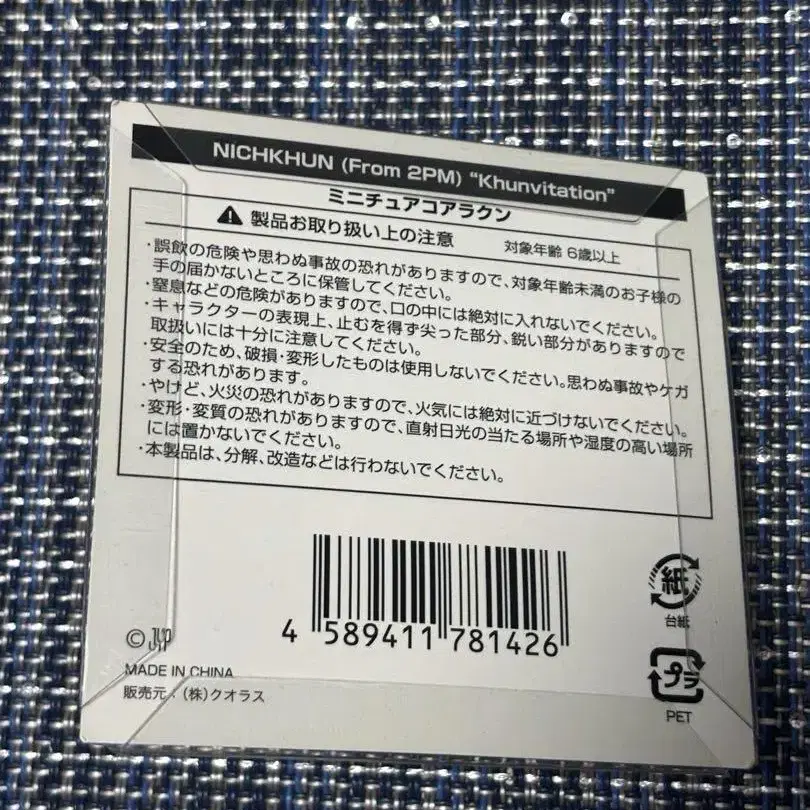 NICHKHUN (From 2PM) “Khunvitation”
ミニチュアコアラクン
製品お取り扱い上の注意 対象年齢 6歳以上
・誤飲の危険や思わぬ事故の恐れがありますので、対象年齢未満のお子様の
手の届かないところに保管してください。
・窒息などの危険がありますので、口の中には絶対に入れないでください。
・キャラクターの表現上、止むを得ず尖った部分、鋭い部分がありますので
取扱いには十分に注意してください。
・安全のため、破損・変形したものは使用しないでください。思わぬ事故やケガ
する恐れがあります。
・やけど、火災の恐れがありますので、火気には絶対に近づけないでください。
・変形・変質の恐れがありますので、直射日光の当たる場所や湿度の高い場所
には置かないでください。
・本製品は、分解、改造などは行わないでください。
4 589411 781426
紙
台紙
プラ
PET
© JYP
MADE IN CHINA
販売元:(株)クオラス